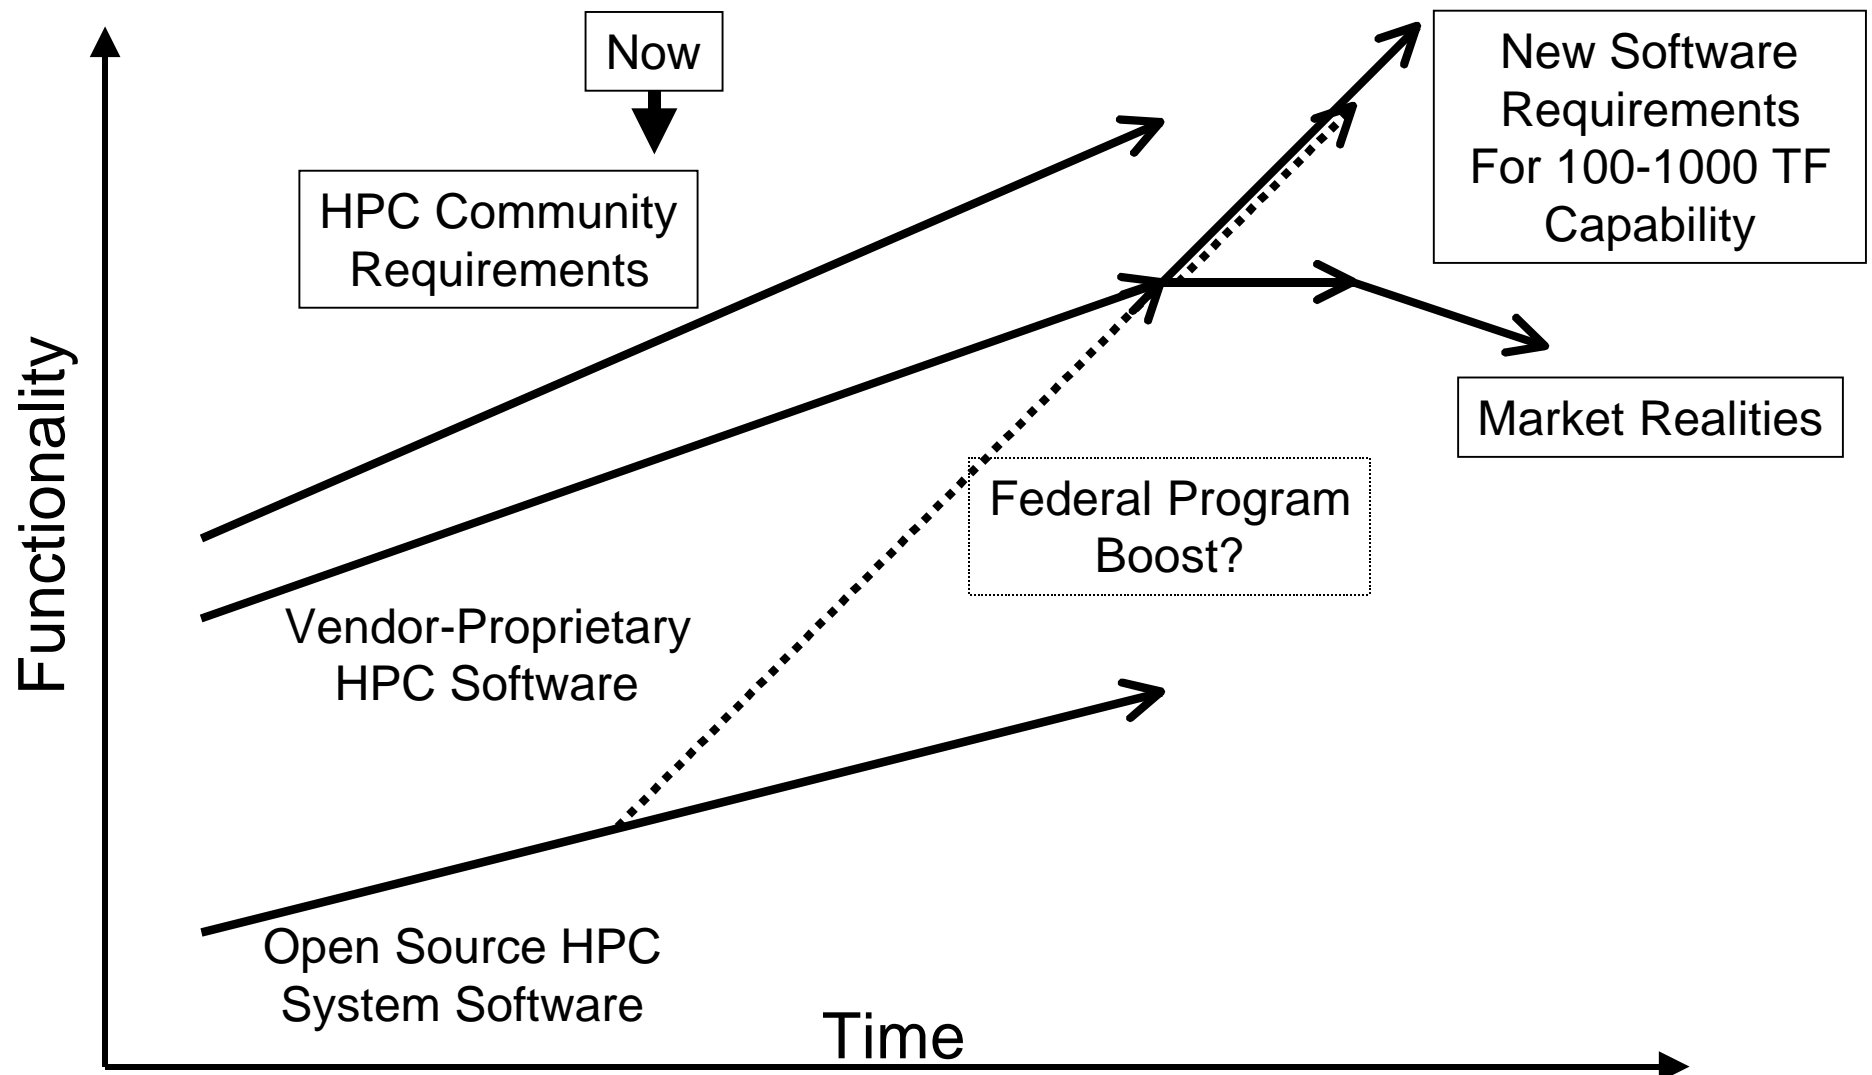 Now
HPC Community
Requirements
New Software
Requirements
For 100-1000 TF
Capability
Market Realities
Federal Program
Boost?
Functionality
Vendor-Proprietary
HPC Software
Open Source HPC
System Software
Time